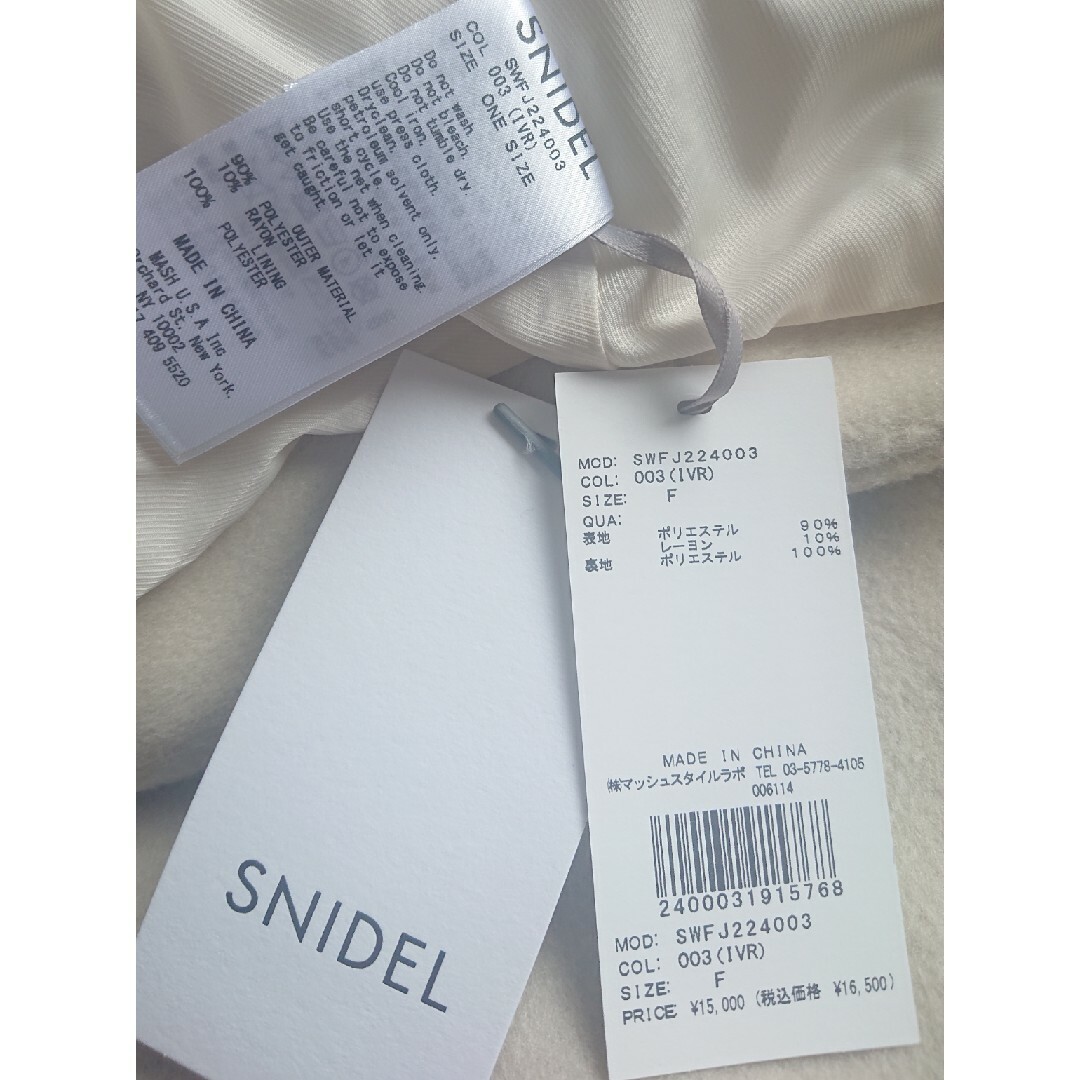 SNIDEL
SWFJ224003
COL 003 (IVR)
SIZE ONE SIZE
Do not wash.
Do not bleach.
Do not tumble dry.
Cool iron.
use press cloth.
Dryclean.
petroleum solvent only.
short cycle.
Use the net when cleaning.
Be careful not to expose
to friction or let it
get caught.
OUTER MATERIAL
90% POLYESTER
10% RAYON
LINING
100% POLYESTER
MADE IN CHINA
MASH U.S.A Inc
Orchard St, New York.
NY 10002
409 5520
SNIDEL
MOD: SWFJ224003
COL: 003(IVR)
SIZE: F
QUA:
表地 ポリエステル 90%
レーヨン 10%
裏地 ポリエステル 100%
MADE IN CHINA
㈱マッシュスタイルラボ TEL 03-5778-4105
006114
2400031915768
MOD: SWFJ224003
COL: 003(IVR)
SIZE: F
PRICE: ¥15,000 (税込価格 ¥16,500)